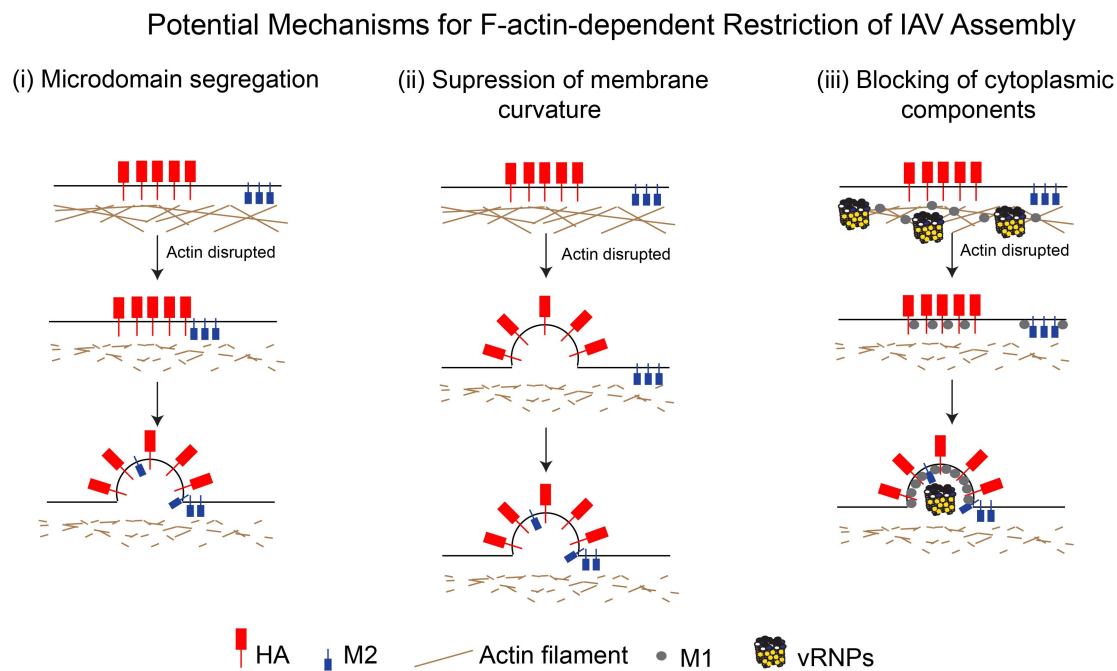 Potential Mechanisms for F-actin-dependent Restriction of IAV Assembly
(i) Microdomain segregation
(ii) Supression of membrane
curvature
(iii) Blocking of cytoplasmic
components
Actin disrupted
Actin disrupted
Actin disrupted
HA
M2
Actin filament
M1
vRNPs